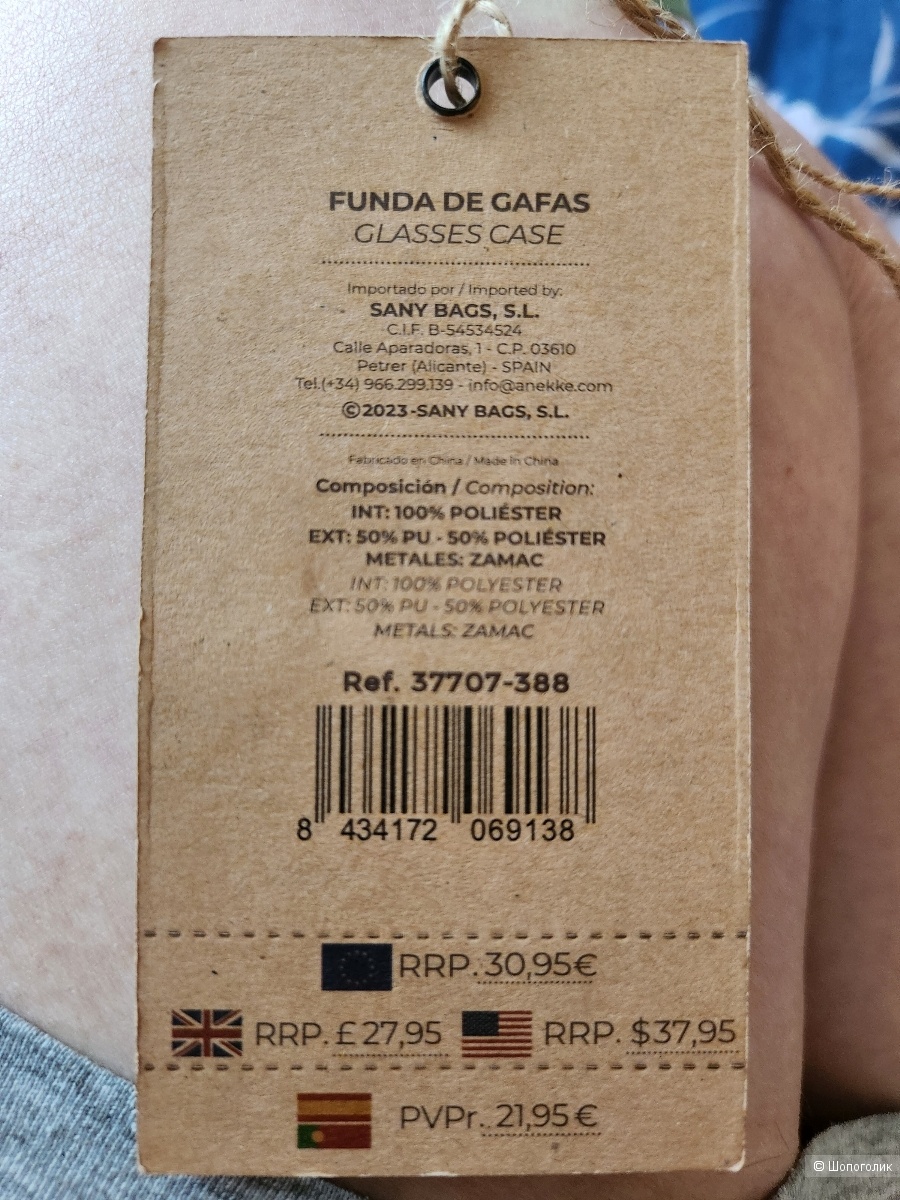 FUNDA DE GAFAS
GLASSES CASE
Importado por / Imported by:
SANY BAGS, S.L.
C.I.F. B-54534524
Calle Aparadoras, 1 - C.P. 03610
Petrer (Alicante) - SPAIN
Tel.(+34) 966.299.139 - info@anekke.com
©2023-SANY BAGS, S.L.
Fabricado en China / Made in China
Composición / Composition:
INT: 100% POLIÉSTER
EXT: 50% PU - 50% POLIÉSTER
METALES: ZAMAC
INT: 100% POLYESTER
EXT: 50% PU - 50% POLYESTER
METALS: ZAMAC
Ref. 37707-388
8 434172 069138
RRP. 30,95€
RRP. £27,95 RRP. $37,95
PVPr. 21,95€
© Шопоголик